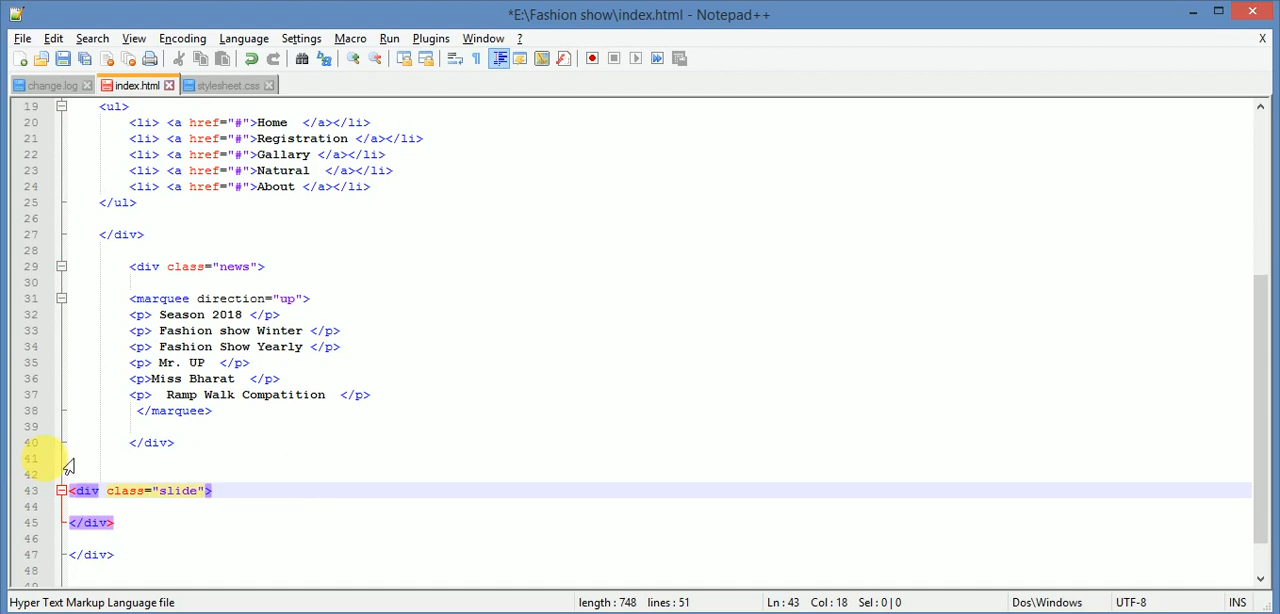 *E:\Fashion show\index.html - Notepad++
File Edit Search View Encoding Language Settings Macro Run Plugins Window ? X
change.log index.html stylesheet.css
19 <ul>
20 <li> <a href="#">Home  </a></li>
21 <li> <a href="#">Registration </a></li>
22 <li> <a href="#">Gallary </a></li>
23 <li> <a href="#">Natural  </a></li>
24 <li> <a href="#">About </a></li>
25 </ul>
26
27 </div>
28
29 <div class="news">
30
31 <marquee direction="up">
32 <p> Season 2018 </p>
33 <p> Fashion show Winter </p>
34 <p> Fashion Show Yearly </p>
35 <p> Mr. UP  </p>
36 <p>Miss Bharat  </p>
37 <p>  Ramp Walk Compatition  </p>
38 </marquee>
39
40 </div>
41
42
43 <div class="slide">
44
45 </div>
46
47 </div>
48
Hyper Text Markup Language file length : 748 lines : 51 Ln : 43 Col : 18 Sel : 0 | 0 Dos\Windows UTF-8 INS